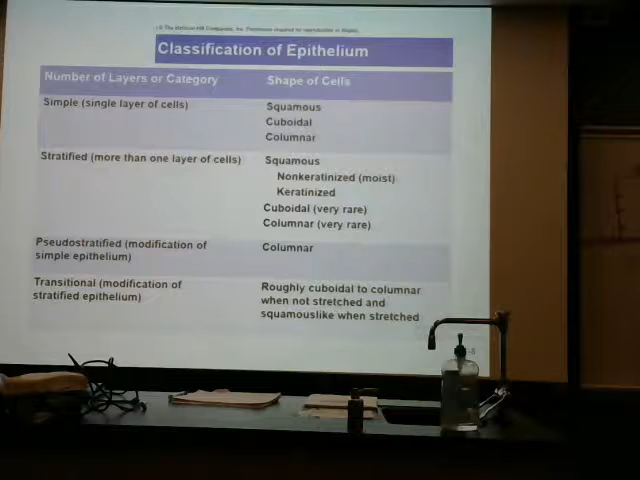 Classification of Epithelium
Number of Layers or Category
Shape of Cells
Simple (single layer of cells)
Squamous
Cuboidal
Columnar
Stratified (more than one layer of cells)
Squamous
Nonkeratinized (moist)
Keratinized
Cuboidal (very rare)
Columnar (very rare)
Pseudostratified (modification of
simple epithelium)
Columnar
Transitional (modification of
stratified epithelium)
Roughly cuboidal to columnar
when not stretched and
squamouslike when stretched